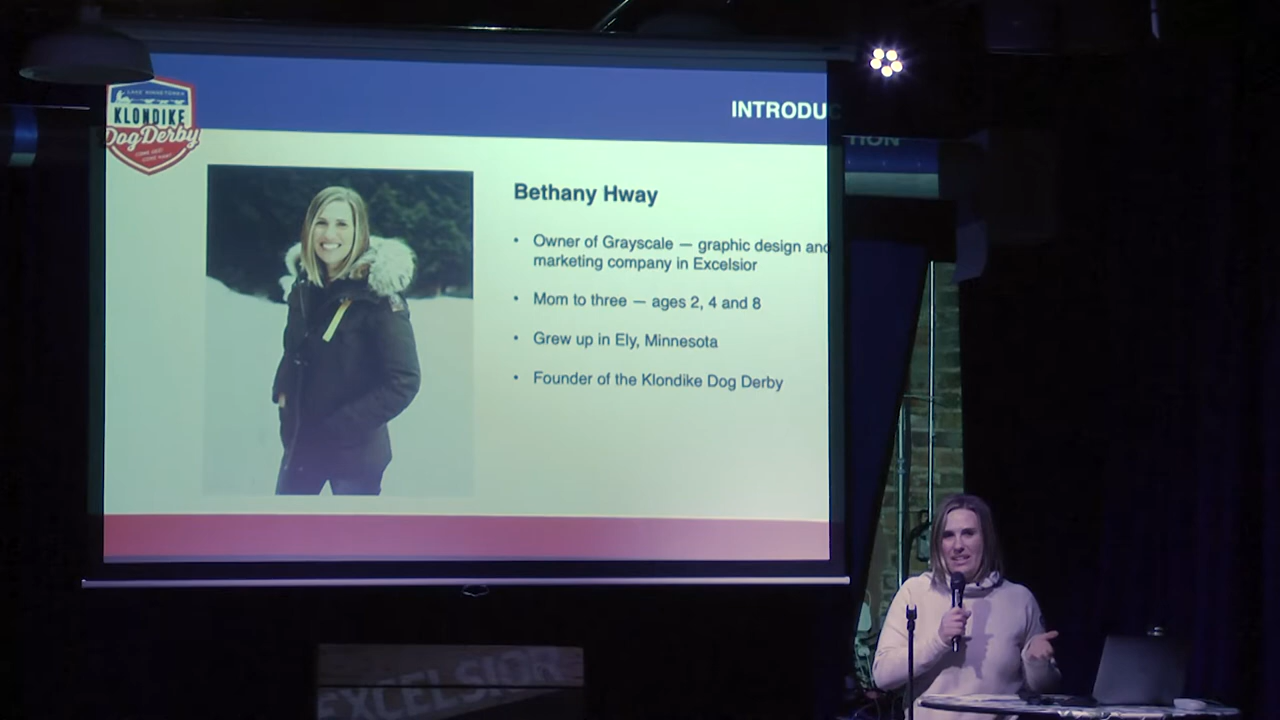 LAKE MINNETONKA
KLONDIKE
Dog Derby
INTRODUC
TION
Bethany Hway
• Owner of Grayscale — graphic design and
marketing company in Excelsior
• Mom to three — ages 2, 4 and 8
• Grew up in Ely, Minnesota
• Founder of the Klondike Dog Derby
EXCELSIOR